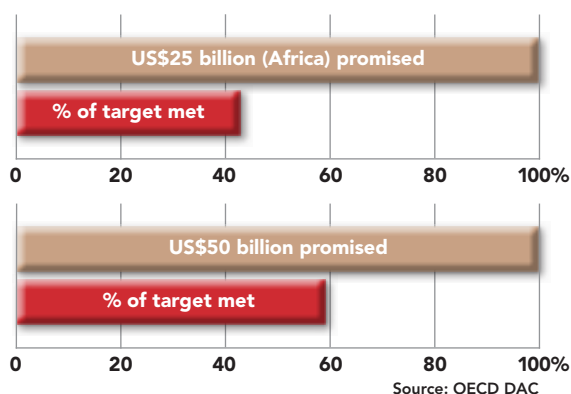 US$25 billion (Africa) promised
% of target met
0 20 40 60 80 100%
US$50 billion promised
% of target met
0 20 40 60 80 100%
Source: OECD DAC